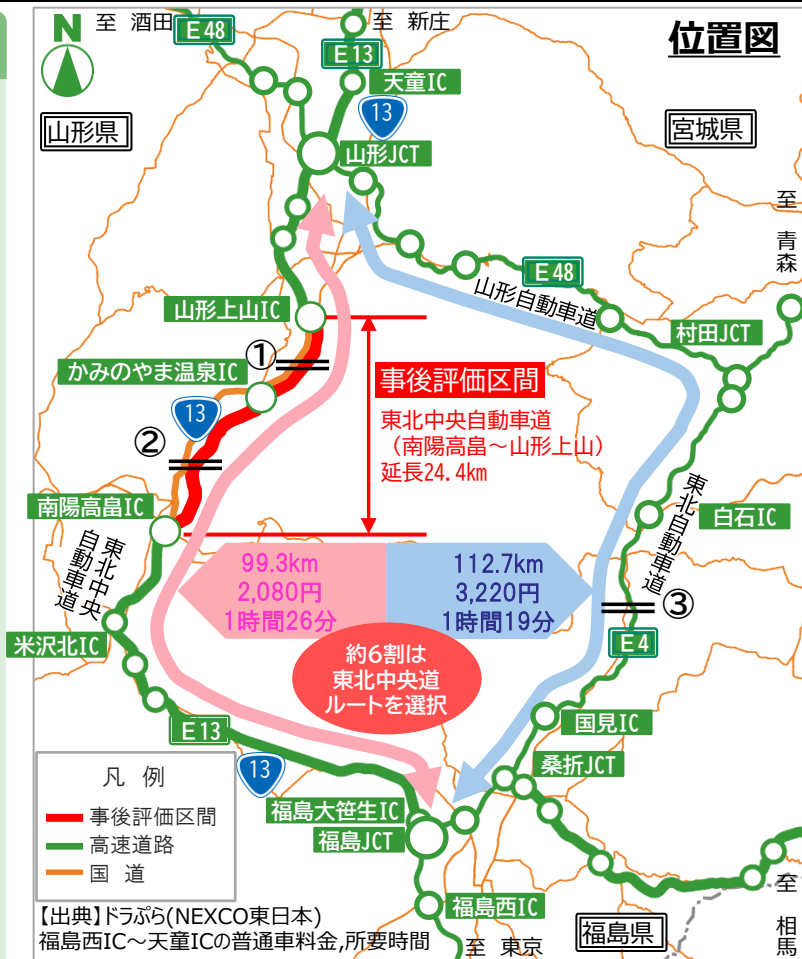 位置図
N
至 酒田
E48
至 新庄
E13
天童IC
13
山形県
宮城県
山形JCT
至 青森
E48
山形自動車道
山形上山IC
村田JCT
①
かみのやま温泉IC
事後評価区間
東北中央自動車道
(南陽高畠～山形上山)
延長24.4km
13
②
南陽高畠IC
白石IC
東北自動車道
東北中央
自動車道
99.3km
2,080円
1時間26分
112.7km
3,220円
1時間19分
③
E4
米沢北IC
約6割は
東北中央道
ルートを選択
E13
国見IC
桑折JCT
13
凡 例
事後評価区間
高速道路
国 道
福島大笹生IC
福島JCT
福島西IC
至 相馬
【出典】ドラぷら(NEXCO東日本)
福島西IC～天童ICの普通車料金,所要時間
至 東京
福島県